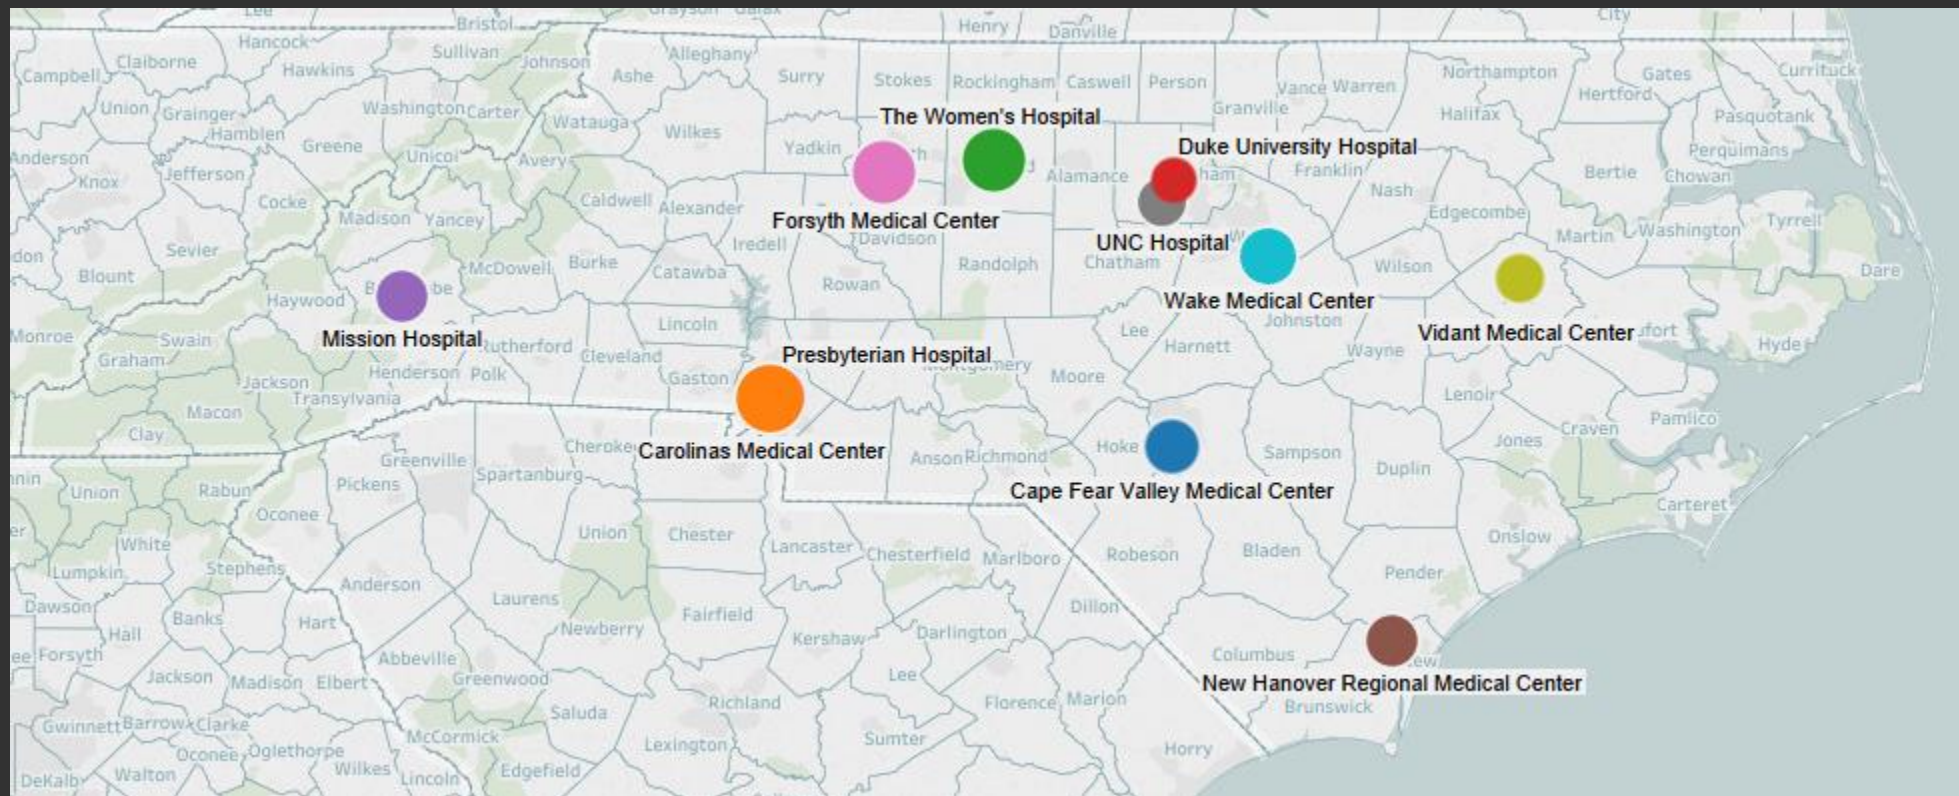 Bristol
Henry
Danville
City
Hancock
Sullivan
Johnson
Alleghany
Claiborne
Campbell
Hawkins
Ashe
Surry
Stokes
Rockingham
Caswell
Person
Vance
Warren
Northampton
Gates
Currituck
Union
Grainger
Washington
Carter
Watauga
Wilkes
The Women's Hospital
Granville
Halifax
Hertford
Pasquotank
Hamblen
Greene
Unicoi
Avery
Yadkin
Duke University Hospital
Perquimans
Anderson
Jefferson
Knox
Alamance
Franklin
Nash
Bertie
Chowan
Cocke
Madison
Yancey
Caldwell
Alexander
Forsyth Medical Center
Edgecombe
Tyrrell
Sevier
Iredell
Davidson
UNC Hospital
Martin
Washington
Blount
McDowell
Burke
Catawba
Randolph
Chatham
Wilson
Dare
Haywood
Rowan
Wake Medical Center
Monroe
Swain
Mission Hospital
Lincoln
Lee
Johnston
Vidant Medical Center
Graham
Cleveland
Presbyterian Hospital
Harnett
Wayne
Hyde
Henderson
Polk
Gaston
Montgomery
Moore
Jackson
Transylvania
Lenoir
Macon
Pamlico
Clay
Cherokee
Carolinas Medical Center
Anson
Richmond
Hoke
Sampson
Jones
Craven
Greenville
Spartanburg
Duplin
Union
Rabun
Pickens
Cape Fear Valley Medical Center
Carteret
Oconee
White
Union
Chester
Lancaster
Chesterfield
Marlboro
Robeson
Bladen
Onslow
Lumpkin
Stephens
Anderson
Pender
Dawson
Banks
Hart
Laurens
Fairfield
Dillon
Hall
Newberry
Kershaw
Darlington
Forsyth
Abbeville
Columbus
Jackson
Madison
Elbert
Greenwood
Lee
New Hanover Regional Medical Center
Gwinnett
Barrow
Clarke
Saluda
Richland
Florence
Marion
Brunswick
Oconee
Oglethorpe
McCormick
Lexington
Sumter
Horry
DeKalb
Walton
Wilkes
Lincoln
Edgefield